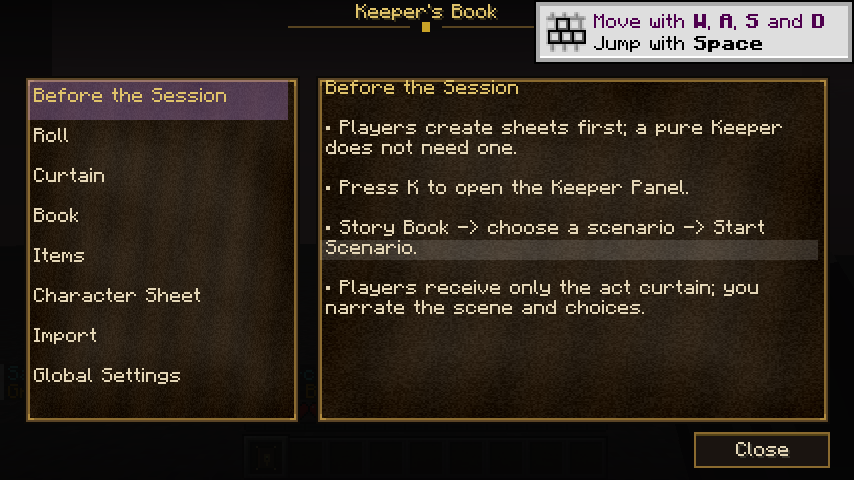 Keeper's Book
Move with W, A, S and D
Jump with Space
Before the Session
Roll
Curtain
Book
Items
Character Sheet
Import
Global Settings
Before the Session
• Players create sheets first; a pure Keeper
does not need one.
• Press K to open the Keeper Panel.
• Story Book -> choose a scenario -> Start
Scenario.
• Players receive only the act curtain; you
narrate the scene and choices.
Close